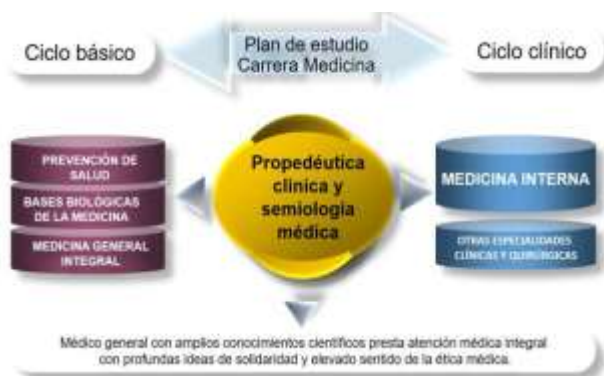 Ciclo básico
Plan de estudio
Carrera Medicina
Ciclo clínico
PREVENCIÓN DE
SALUD
BASES BIOLÓGICAS
DE LA MEDICINA
MEDICINA GENERAL
INTEGRAL
Propedéutica
clínica y
semiología
médica
MEDICINA INTERNA
OTRAS ESPECIALIDADES
CLÍNICAS Y QUIRÚRGICAS
Médico general con amplios conocimientos científicos presta atención médica integral
con profundas ideas de solidaridad y elevado sentido de la ética médica.